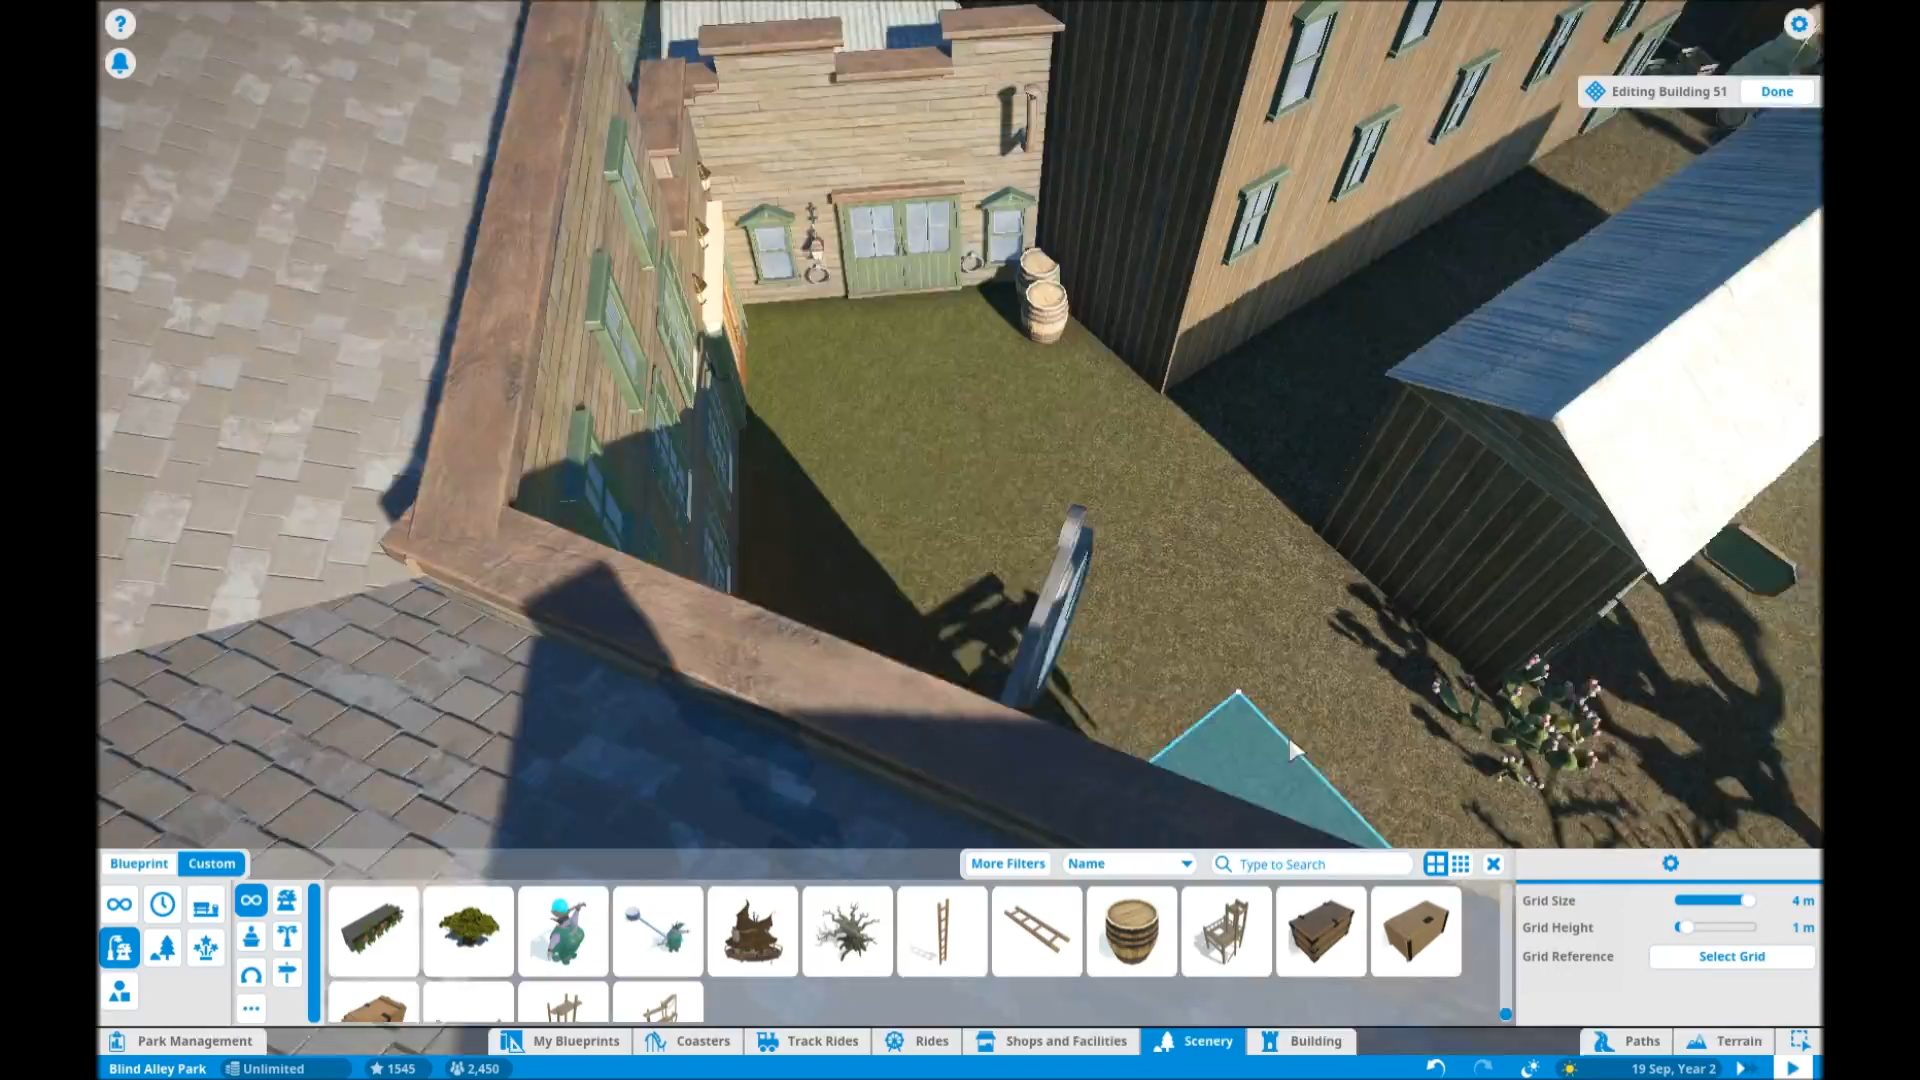 ?
Editing Building 51 Done
Blueprint Custom More Filters Name Type to Search
Grid Size 4 m
Grid Height 1 m
Grid Reference Select Grid
Park Management My Blueprints Coasters Track Rides Rides Shops and Facilities Scenery Building Paths Terrain
Blind Alley Park Unlimited 1545 2,450 19 Sep, Year 2